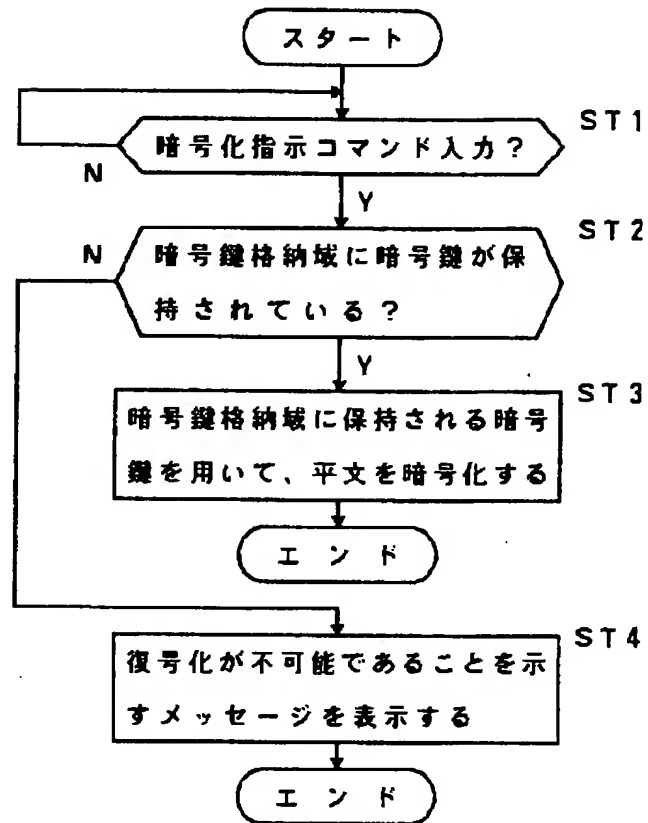 スタート
ST1
暗号化指示コマンド入力?
N
Y
ST2
N
暗号鍵格納域に暗号鍵が保
持されている?
Y
ST3
暗号鍵格納域に保持される暗号
鍵を用いて、平文を暗号化する
エンド
ST4
復号化が不可能であることを示
すメッセージを表示する
エンド